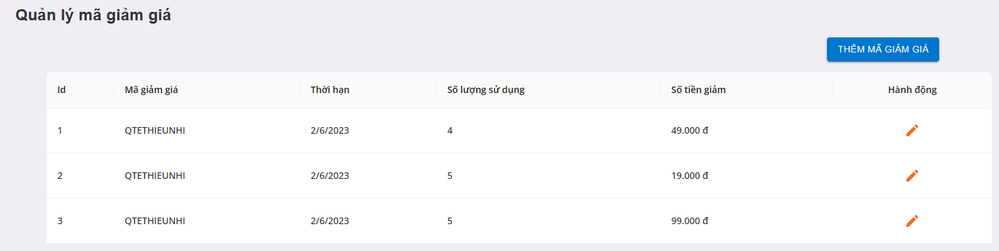 Quản lý mã giảm giá
THÊM MÃ GIẢM GIÁ
Id Mã giảm giá Thời hạn Số lượng sử dụng Số tiền giảm Hành động
1 QTETHIEUNHI 2/6/2023 4 49.000 đ
2 QTETHIEUNHI 2/6/2023 5 19.000 đ
3 QTETHIEUNHI 2/6/2023 5 99.000 đ